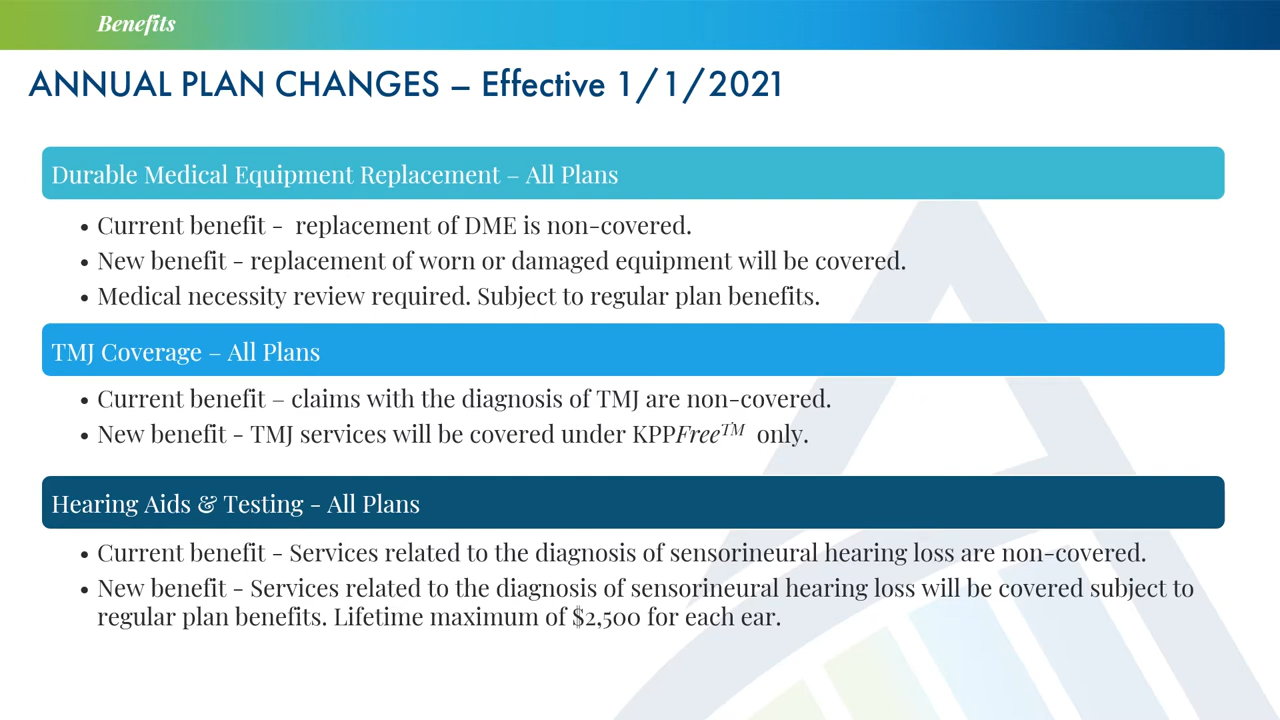 Benefits
ANNUAL PLAN CHANGES – Effective 1/1/2021
Durable Medical Equipment Replacement – All Plans
• Current benefit -  replacement of DME is non-covered.
• New benefit - replacement of worn or damaged equipment will be covered.
• Medical necessity review required. Subject to regular plan benefits.
TMJ Coverage – All Plans
• Current benefit – claims with the diagnosis of TMJ are non-covered.
• New benefit - TMJ services will be covered under KPPFree™  only.
Hearing Aids & Testing - All Plans
• Current benefit - Services related to the diagnosis of sensorineural hearing loss are non-covered.
• New benefit - Services related to the diagnosis of sensorineural hearing loss will be covered subject to
regular plan benefits. Lifetime maximum of $2,500 for each ear.